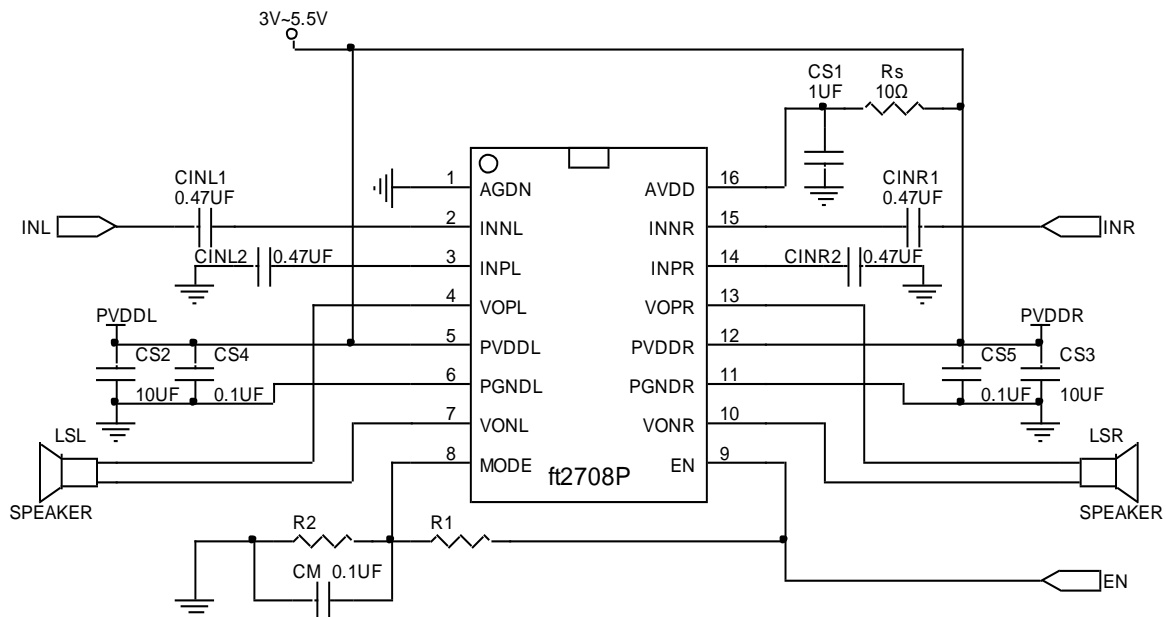 3V~5.5V
CS1
1UF
Rs
10Ω
CINL1
0.47UF
1
AGDN
AVDD
16
CINR1
0.47UF
INL
2
INNL
INNR
15
INR
CINL2
0.47UF
3
INPL
INPR
14
CINR2
0.47UF
4
VOPL
VOPR
13
PVDDL
5
PVDDL
PVDDR
12
PVDDR
CS2
10UF
CS4
0.1UF
6
PGNDL
PGNDR
11
CS5
0.1UF
CS3
10UF
7
VONL
VONR
10
LSL
SPEAKER
LSR
SPEAKER
8
MODE
EN
9
ft2708P
R2
R1
CM
0.1UF
EN